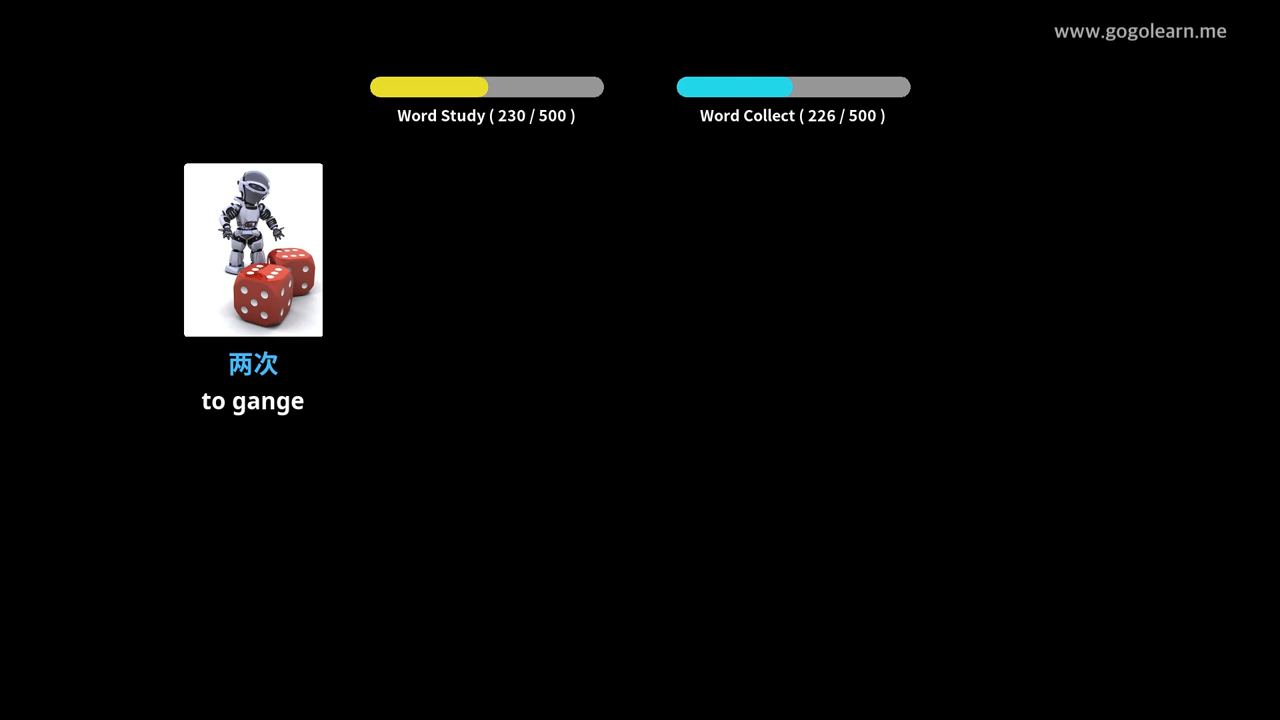 www.gogolearn.me
Word Study ( 230 / 500 )
Word Collect ( 226 / 500 )
两次
to gange